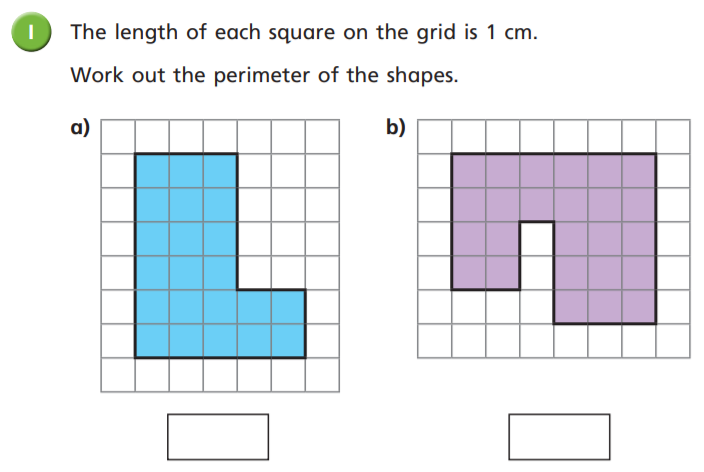 1 The length of each square on the grid is 1 cm.
Work out the perimeter of the shapes.
a) b)